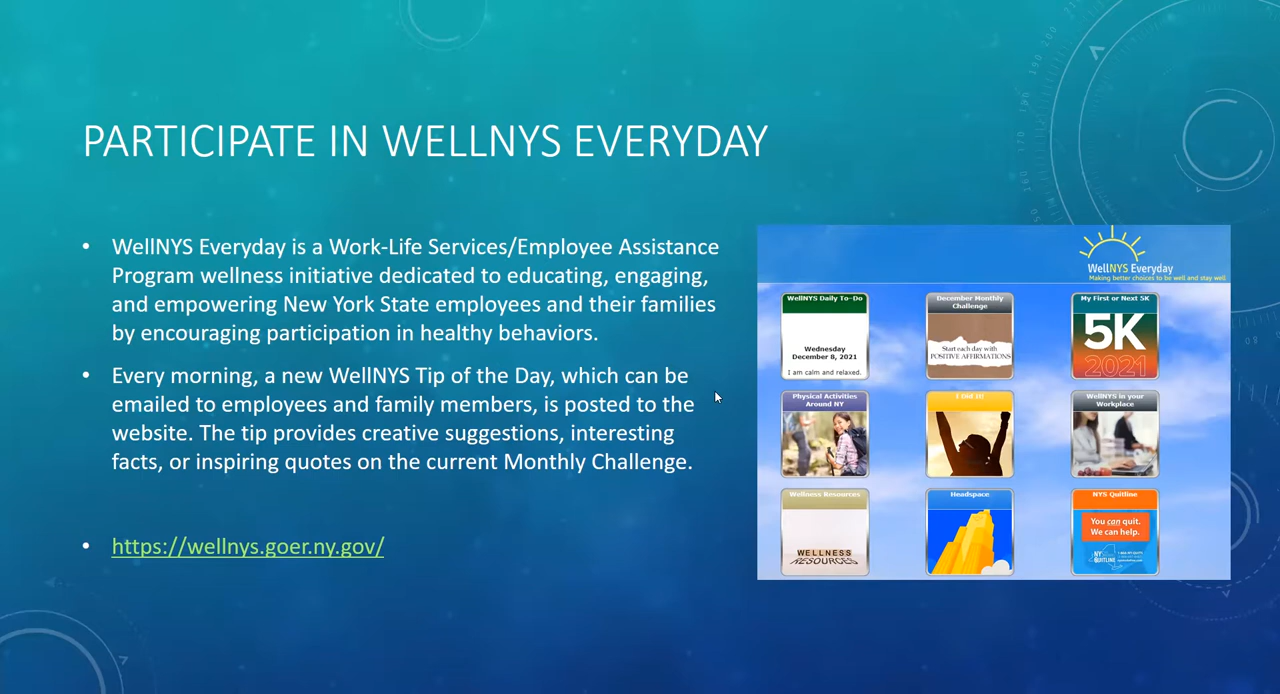 PARTICIPATE IN WELLNYS EVERYDAY
• WellNYS Everyday is a Work-Life Services/Employee Assistance
Program wellness initiative dedicated to educating, engaging,
and empowering New York State employees and their families
by encouraging participation in healthy behaviors.
• Every morning, a new WellNYS Tip of the Day, which can be
emailed to employees and family members, is posted to the
website. The tip provides creative suggestions, interesting
facts, or inspiring quotes on the current Monthly Challenge.
• https://wellnys.goer.ny.gov/
WellNYS Everyday
Making better choices to be well and stay well
WellNYS Daily To-Do
Wednesday
December 8, 2021
I am calm and relaxed.
December Monthly
Challenge
Start each day with
POSITIVE AFFIRMATIONS
My First or Next 5K
5K
2021
Physical Activities
Around NY
I Did It!
WellNYS in your
Workplace
Wellness Resources
WELLNESS
RESOURCES
Headspace
NYS Quitline
You can quit.
We can help.
NY
QUITLINE
190
200
180
170
160